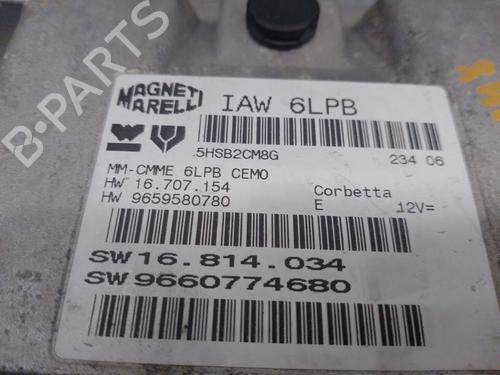 B-PARTS
MAGNETI MARELLI
IAW 6LPB
5HSB2CM8G
234 06
MM-CMME 6LPB CEMO
HW 16.707.154
Corbetta
HW 9659580780
E 12V=
SW 16.814.034
SW 9660774680